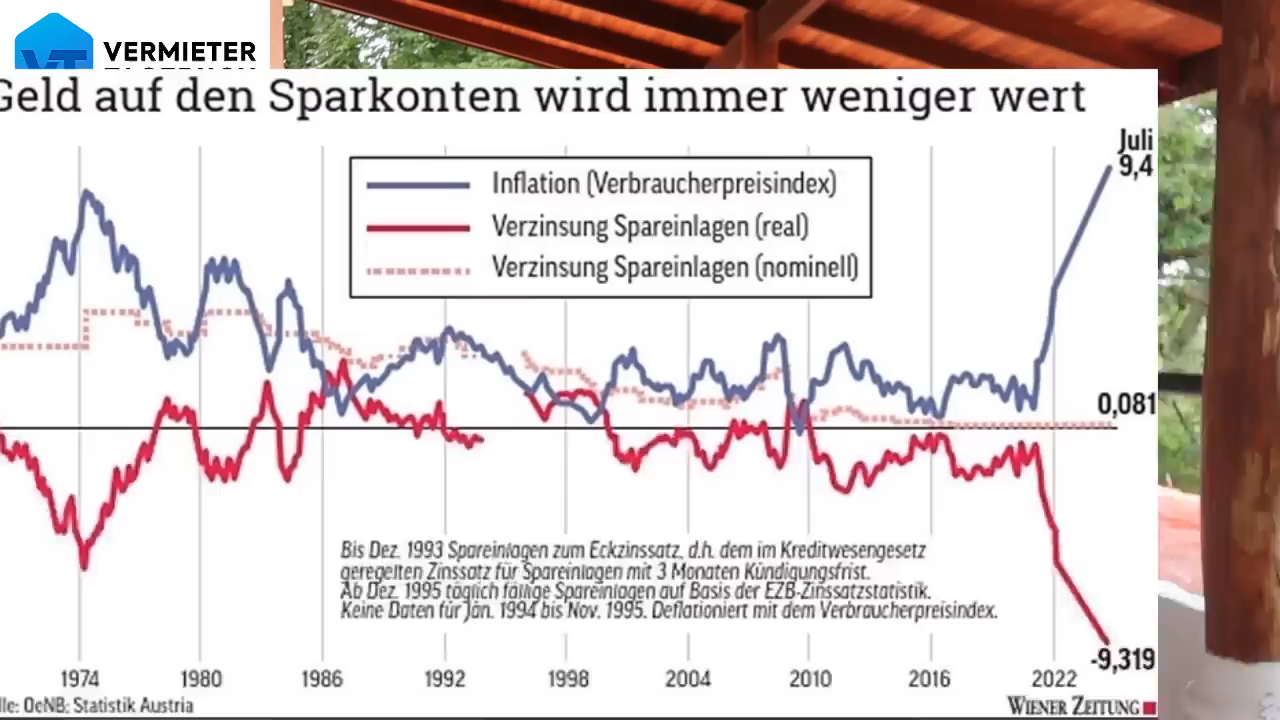 VERMIETER
Geld auf den Sparkonten wird immer weniger wert
Juli
9,4
Inflation (Verbraucherpreisindex)
Verzinsung Spareinlagen (real)
Verzinsung Spareinlagen (nominell)
0,081
Bis Dez. 1993 Spareinlagen zum Eckzinssatz, d.h. dem im Kreditwesengesetz
geregelten Zinssatz für Spareinlagen mit 3 Monaten Kündigungsfrist.
Ab Dez. 1995 täglich fällige Spareinlagen auf Basis der EZB-Zinssatzstatistik.
Keine Daten für Jän. 1994 bis Nov. 1995. Deflationiert mit dem Verbraucherpreisindex.
-9,319
1974 1980 1986 1992 1998 2004 2010 2016 2022
lle: OeNB; Statistik Austria
WIENER ZEITUNG